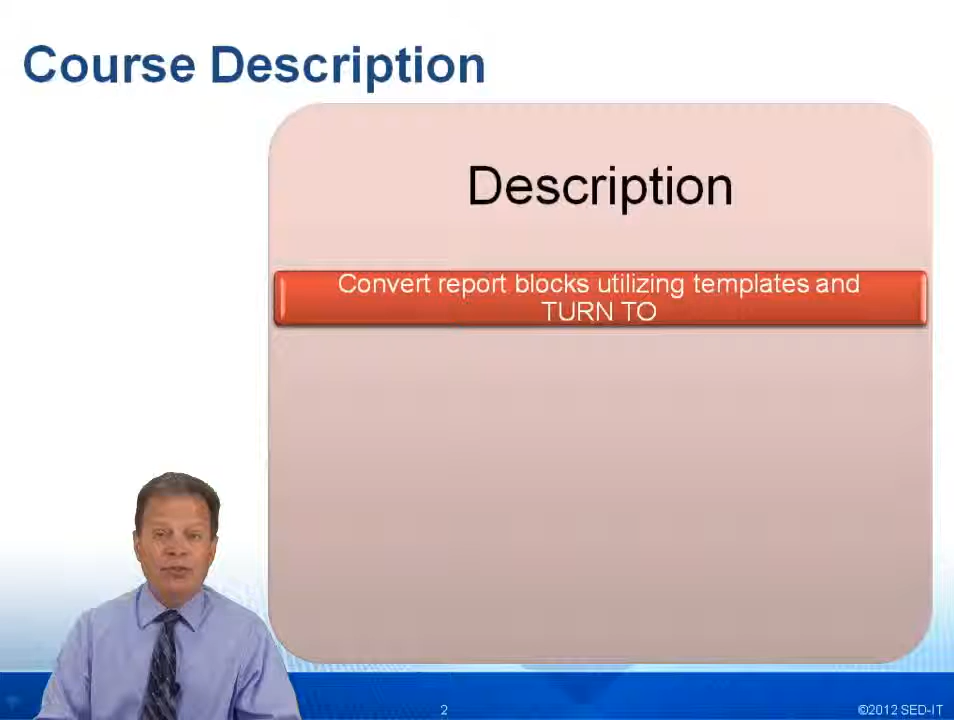 Course Description
Description
Convert report blocks utilizing templates and
TURN TO
2
©2012 SED-IT